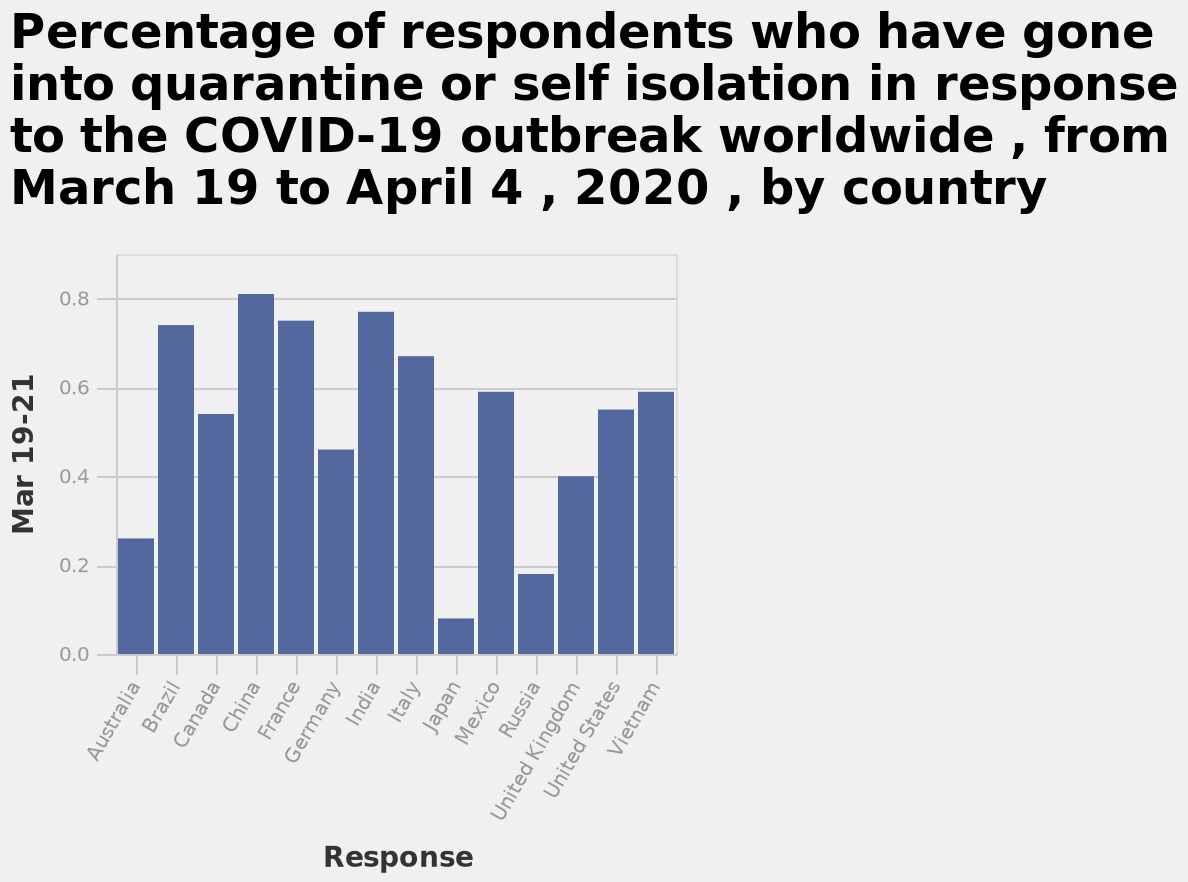 Percentage of respondents who have gone
into quarantine or self isolation in response
to the COVID-19 outbreak worldwide , from
March 19 to April 4 , 2020 , by country
Mar 19-21
0.8
0.6
0.4
0.2
0.0
Australia
Brazil
Canada
China
France
Germany
India
Italy
Japan
Mexico
Russia
United Kingdom
United States
Vietnam
Response